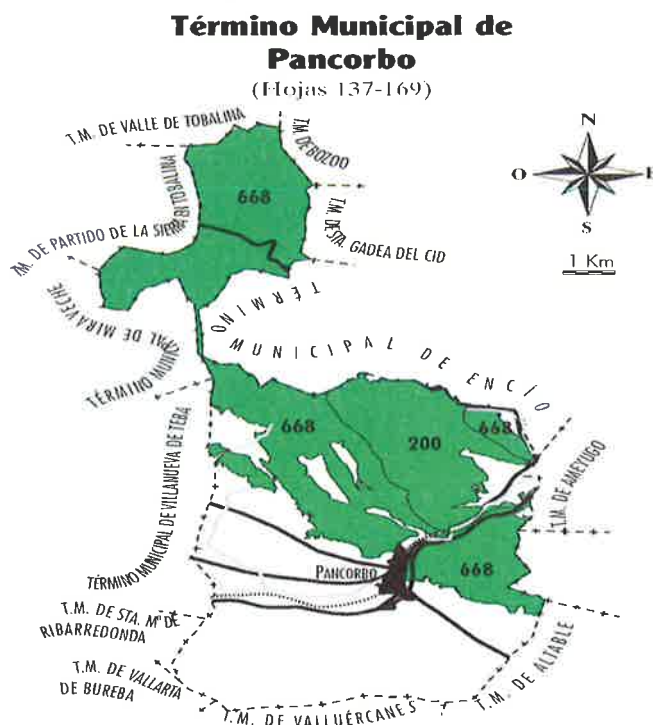 Término Municipal de
Pancorbo
(Hojas 137-169)
T.M. DE VALLE DE TOBALINA
T.M. DE BOZOO
N
O
E
S
1 Km
668
T.M. DE PARTIDO DE LA SIERRA DE TOBALINA
T.M. DE STA. GADEA DEL CID
TÉRMINO MUNICIPAL DE MIRAVECHE
TÉRMINO
MUNICIPAL DE ENCÍO
668
200
668
T.M. DE AMEYUGO
TÉRMINO MUNICIPAL DE VILLANUEVA DE TEBA
PANCORBO
668
T.M. DE STA. Mª DE
RIBARREDONDA
T.M. DE VALLARTA
DE BUREBA
T.M. DE VALLUÉRCANES
T.M. DE ALTABLE